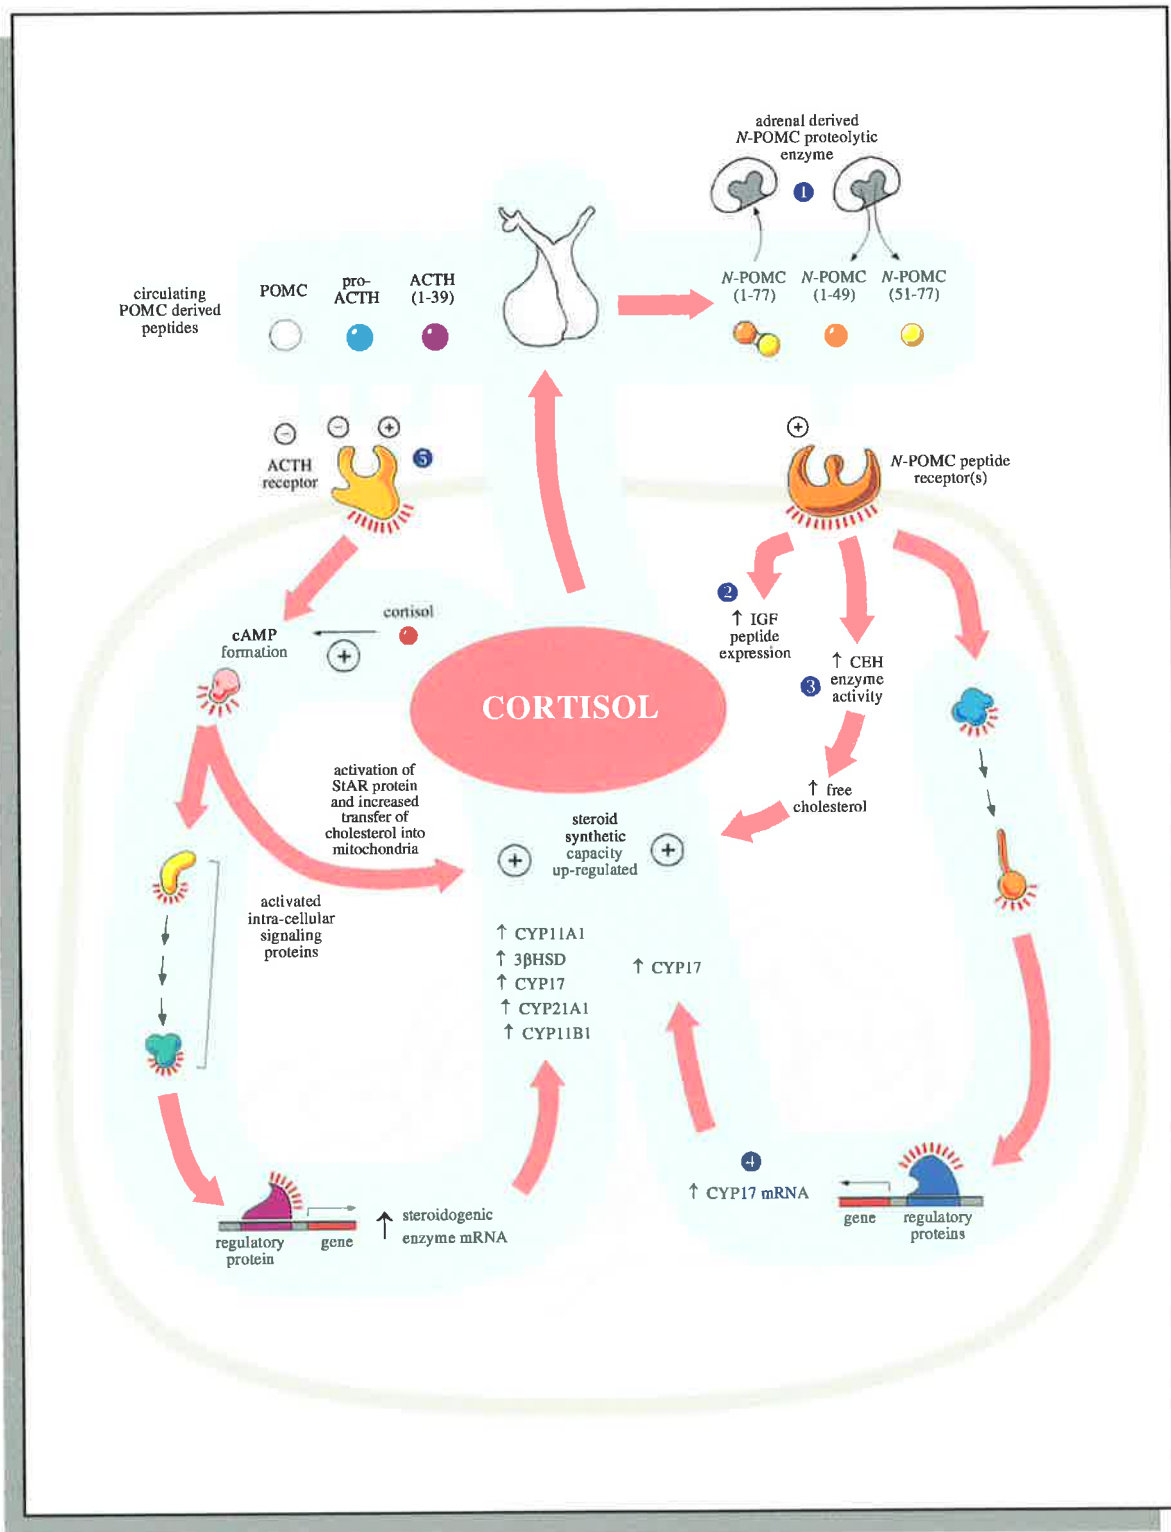 adrenal derived
N-POMC proteolytic
enzyme
1
circulating
POMC derived
peptides
POMC
pro-
ACTH
ACTH
(1-39)
N-POMC
(1-77)
N-POMC
(1-49)
N-POMC
(51-77)
−
−
+
ACTH
receptor
5
+
N-POMC peptide
receptor(s)
cAMP
formation
+
cortisol
2
↑ IGF
peptide
expression
3
↑ CEH
enzyme
activity
↑ free
cholesterol
CORTISOL
activation of
StAR protein
and increased
transfer of
cholesterol into
mitochondria
+
steroid
synthetic
capacity
up-regulated
+
activated
intra-cellular
signaling
proteins
↑ CYP11A1
↑ 3βHSD
↑ CYP17
↑ CYP21A1
↑ CYP11B1
↑ CYP17
4
↑ CYP17 mRNA
gene
regulatory
proteins
regulatory
protein
gene
↑ steroidogenic
enzyme mRNA